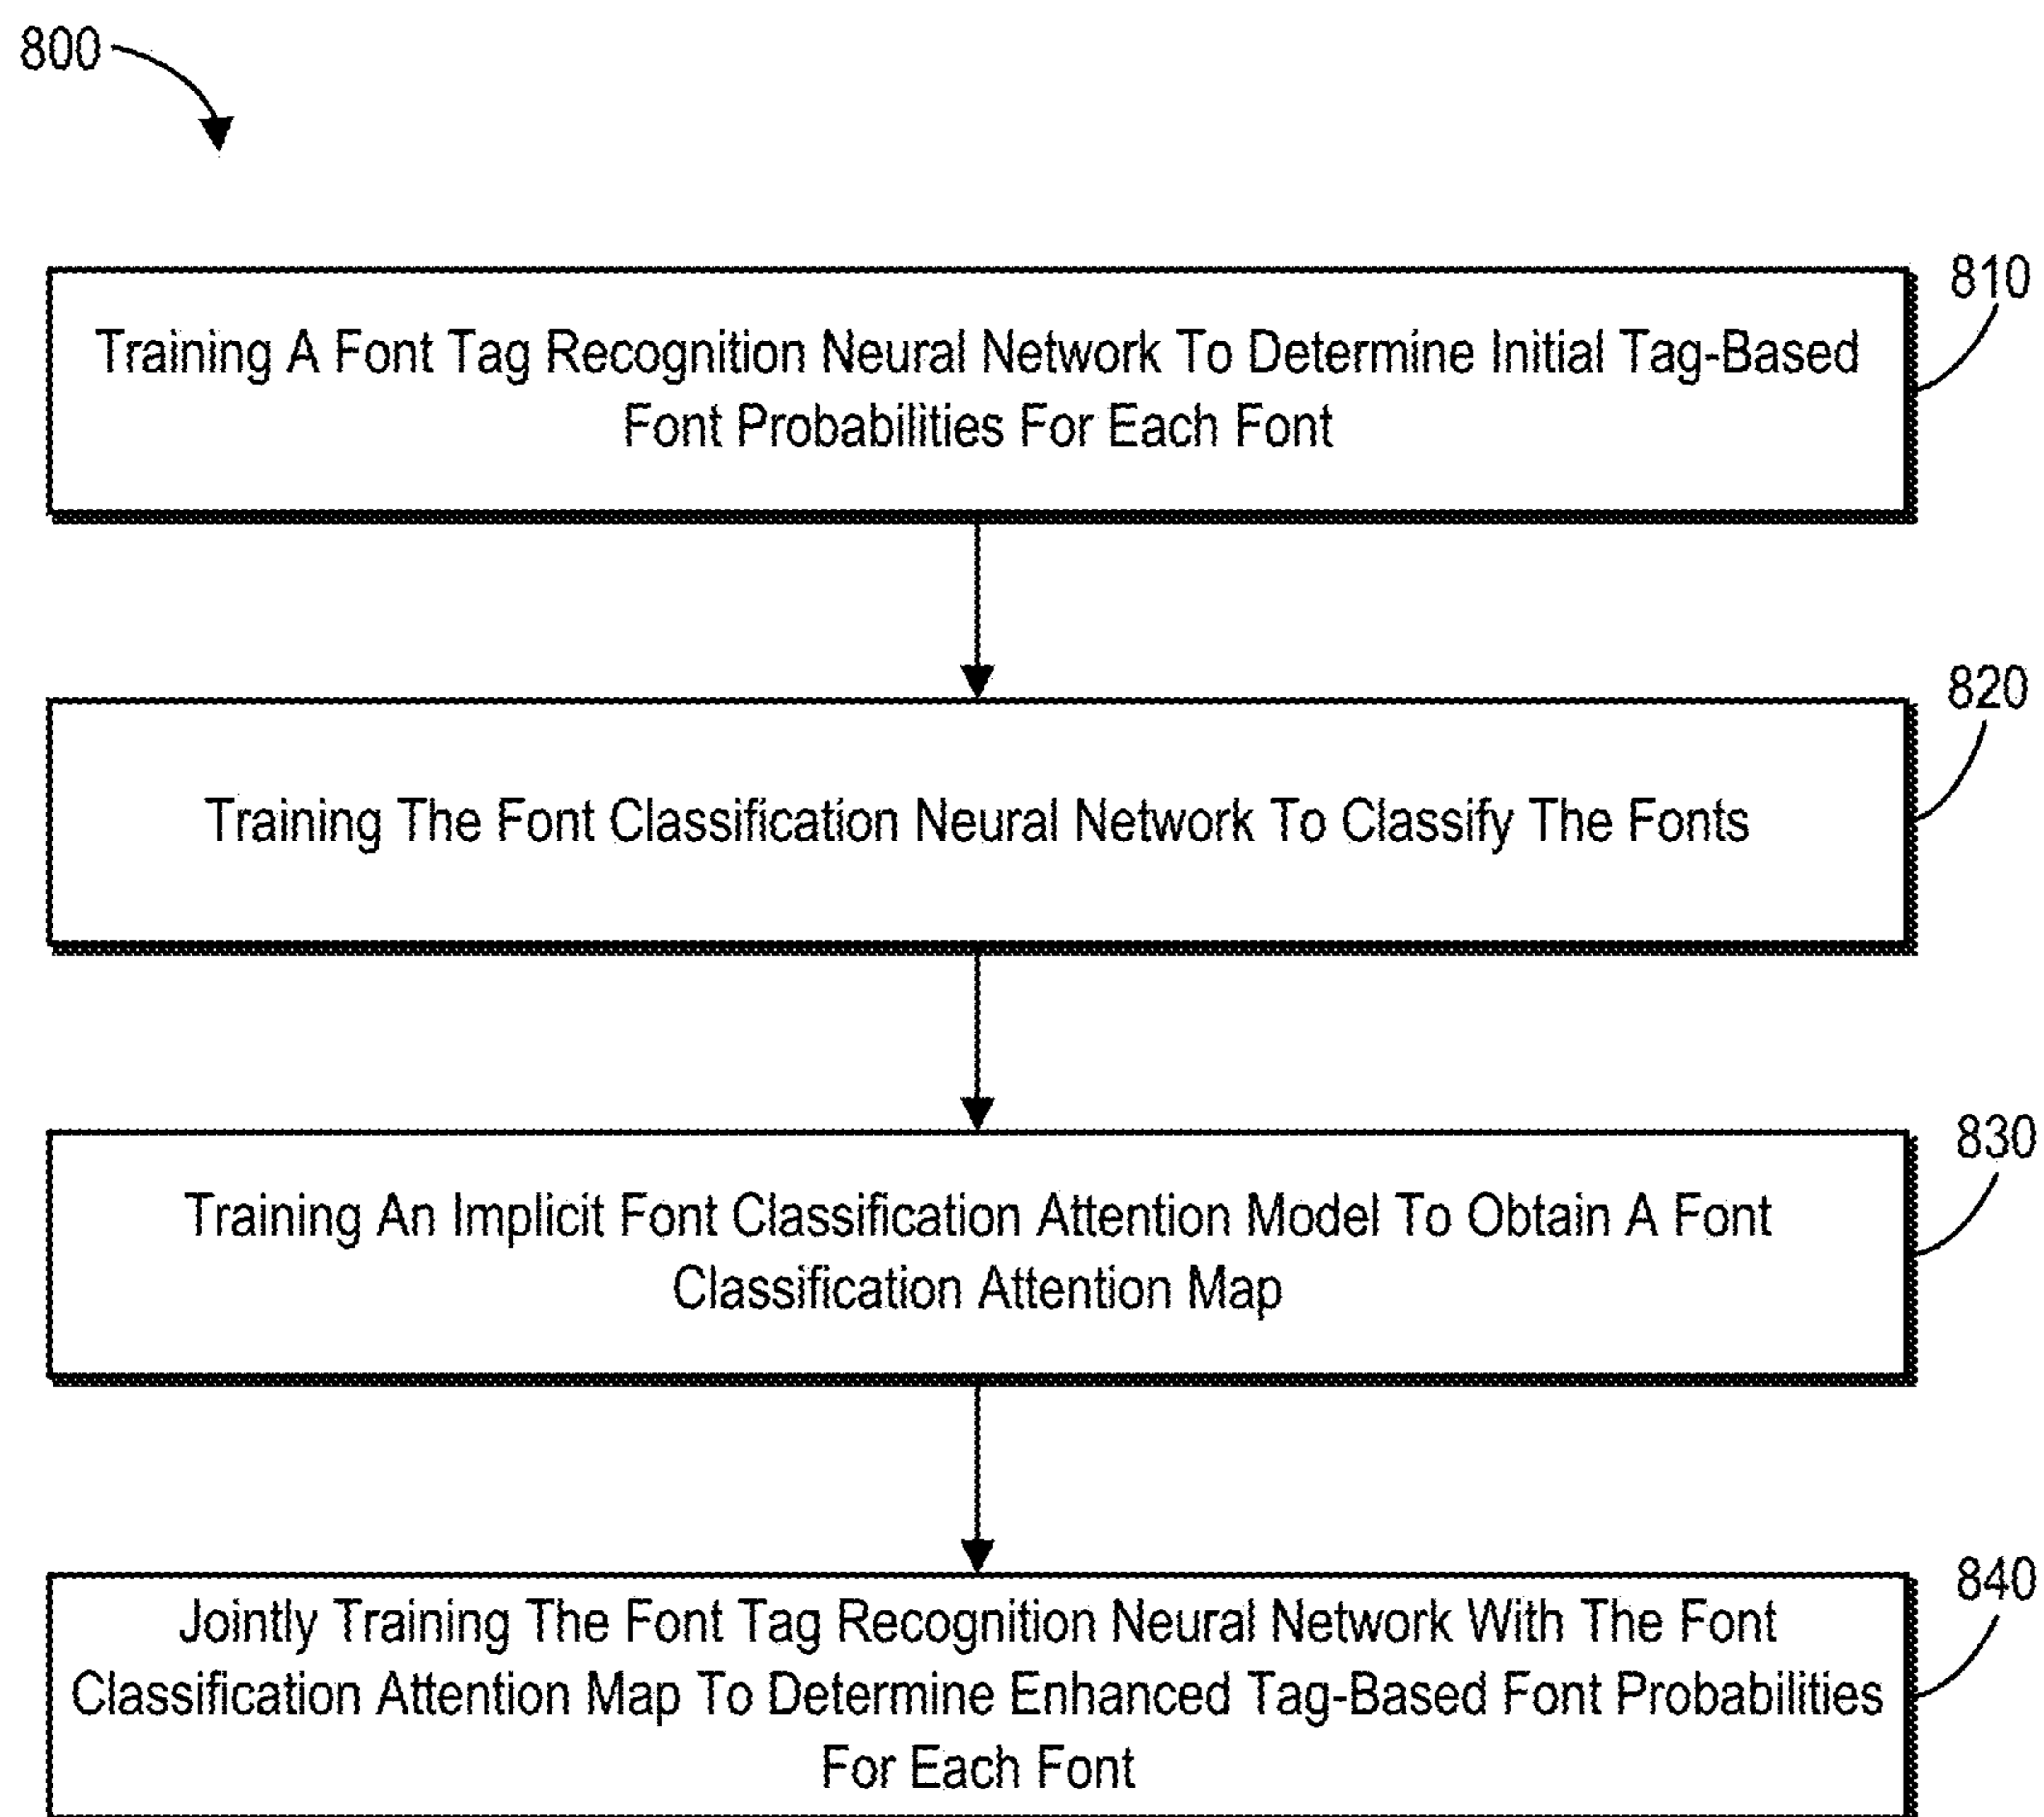 800
810
Training A Font Tag Recognition Neural Network To Determine Initial Tag-Based
Font Probabilities For Each Font
820
Training The Font Classification Neural Network To Classify The Fonts
830
Training An Implicit Font Classification Attention Model To Obtain A Font
Classification Attention Map
840
Jointly Training The Font Tag Recognition Neural Network With The Font
Classification Attention Map To Determine Enhanced Tag-Based Font Probabilities
For Each Font